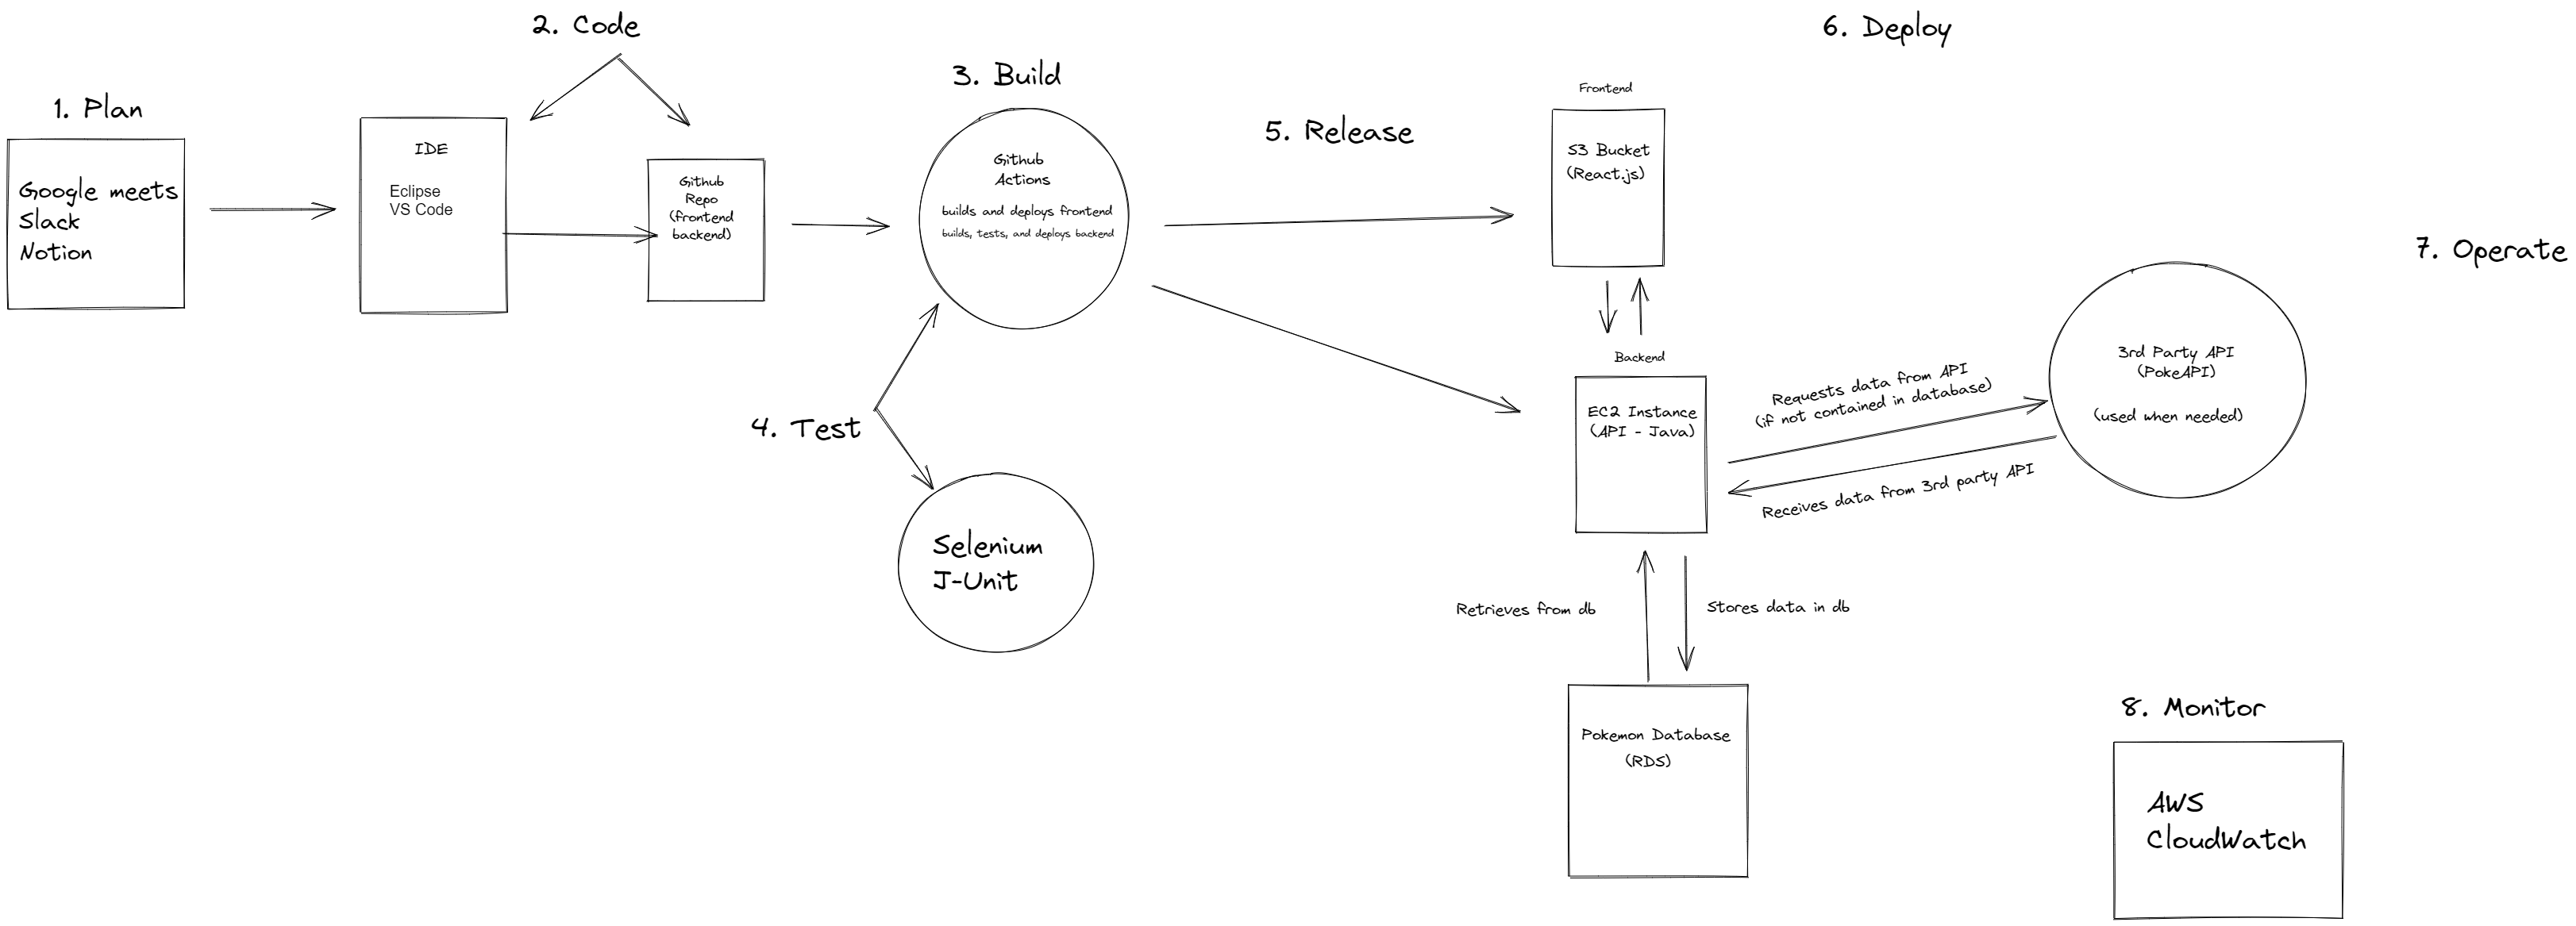 1. Plan
Google meets
Slack
Notion
2. Code
IDE
Eclipse
VS Code
Github
Repo
(frontend
backend)
3. Build
Github
Actions
builds and deploys frontend
builds, tests, and deploys backend
4. Test
Selenium
J-Unit
5. Release
6. Deploy
Frontend
S3 Bucket
(React.js)
Backend
EC2 Instance
(API - Java)
Requests data from API
(if not contained in database)
Receives data from 3rd party API
3rd Party API
(PokeAPI)
(used when needed)
Retrieves from db
Stores data in db
Pokemon Database
(RDS)
7. Operate
8. Monitor
AWS
CloudWatch